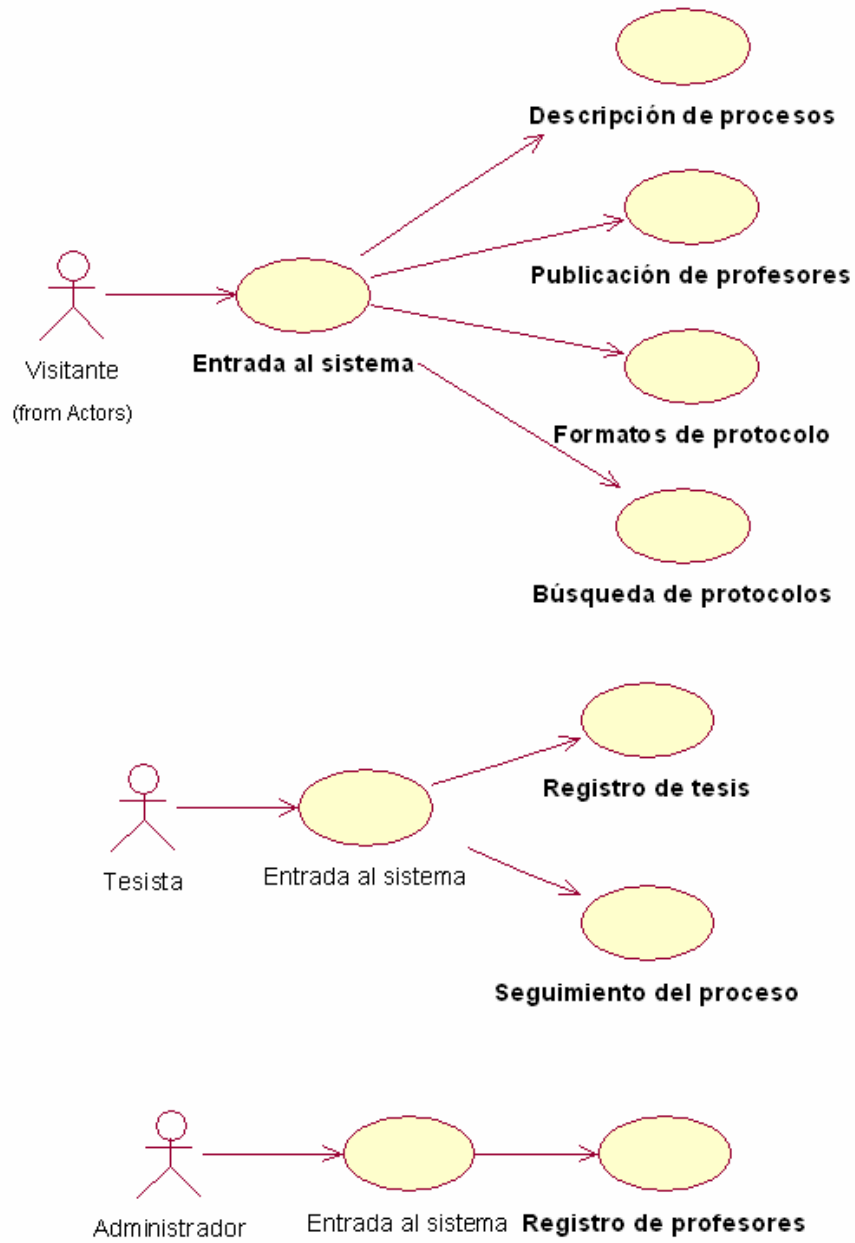 Descripción de procesos
Publicación de profesores
Visitante
(from Actors)
Entrada al sistema
Formatos de protocolo
Búsqueda de protocolos
Registro de tesis
Tesista
Entrada al sistema
Seguimiento del proceso
Administrador
Entrada al sistema
Registro de profesores